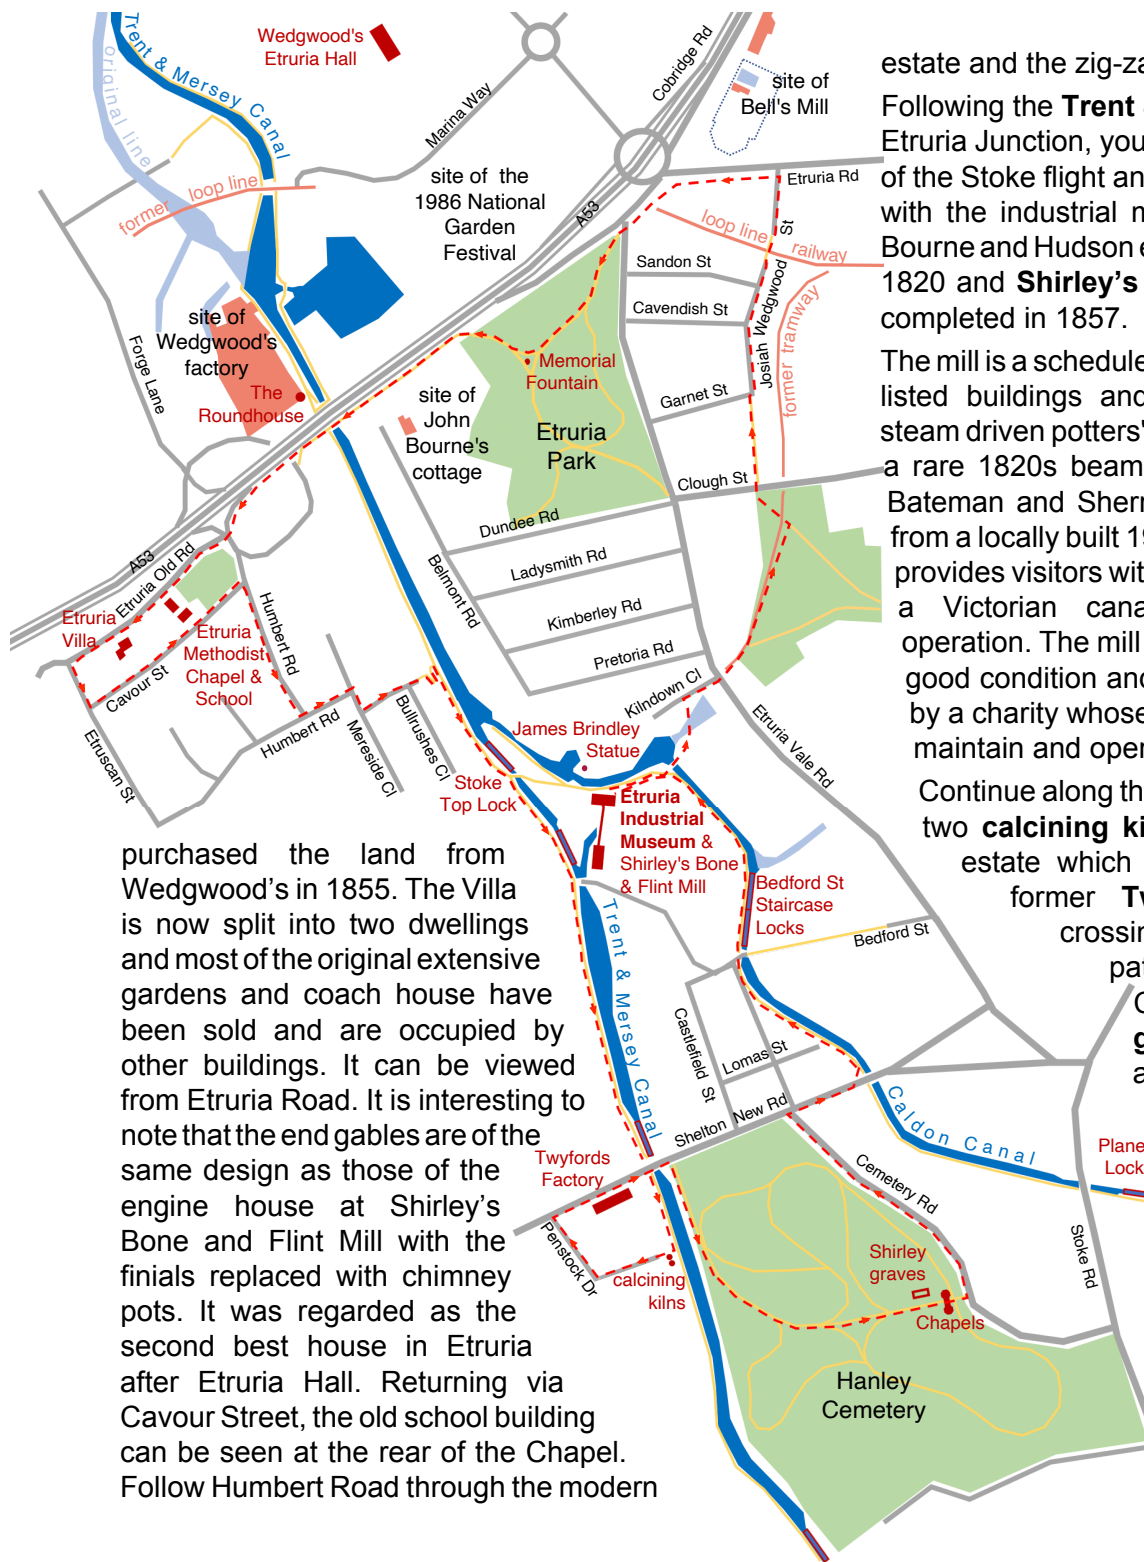 Trent & Mersey Canal
original line
Wedgwood's
Etruria Hall
Marina Way
Cobridge Rd
site of
Bell's Mill
former loop line
site of the
1986 National
Garden
Festival
A53
Etruria Rd
loop line railway
Sandon St
Cavendish St
Josiah Wedgwood St
former tramway
Garnet St
Clough St
site of
Wedgwood's
factory
The
Roundhouse
Forge Lane
Memorial
Fountain
site of
John
Bourne's
cottage
Etruria
Park
Dundee Rd
Ladysmith Rd
Kimberley Rd
Pretoria Rd
Belmont Rd
Kilndown Cl
Etruria Vale Rd
A53
Etruria Old Rd
Etruria
Villa
Etruria
Methodist
Chapel &
School
Cavour St
Humbert Rd
Humbert Rd
Etruscan St
Mereside Cl
Bullrushes Cl
James Brindley
Statue
Stoke
Top Lock
Etruria
Industrial
Museum &
Shirley's Bone
& Flint Mill
Bedford St
Staircase
Locks
Bedford St
Trent & Mersey Canal
Castlefield St
Lomas St
Shelton New Rd
Caldon Canal
Cemetery Rd
Twyfords
Factory
Penstock Dr
calcining
kilns
Shirley
graves
Chapels
Hanley
Cemetery
Stoke Rd
Plane
Lock
estate and the zig-za
Following the Trent
Etruria Junction, you
of the Stoke flight an
with the industrial m
Bourne and Hudson e
1820 and Shirley’s
completed in 1857.
The mill is a schedule
listed buildings and
steam driven potters'
a rare 1820s beam
Bateman and Sherr
from a locally built 19
provides visitors wit
a Victorian cana
operation. The mill
good condition and
by a charity whose
maintain and oper
Continue along th
two calcining ki
estate which
former Tw
crossin
pat
C
g
a
purchased the land from
Wedgwood’s in 1855. The Villa
is now split into two dwellings
and most of the original extensive
gardens and coach house have
been sold and are occupied by
other buildings. It can be viewed
from Etruria Road. It is interesting to
note that the end gables are of the
same design as those of the
engine house at Shirley’s
Bone and Flint Mill with the
finials replaced with chimney
pots. It was regarded as the
second best house in Etruria
after Etruria Hall. Returning via
Cavour Street, the old school building
can be seen at the rear of the Chapel.
Follow Humbert Road through the modern